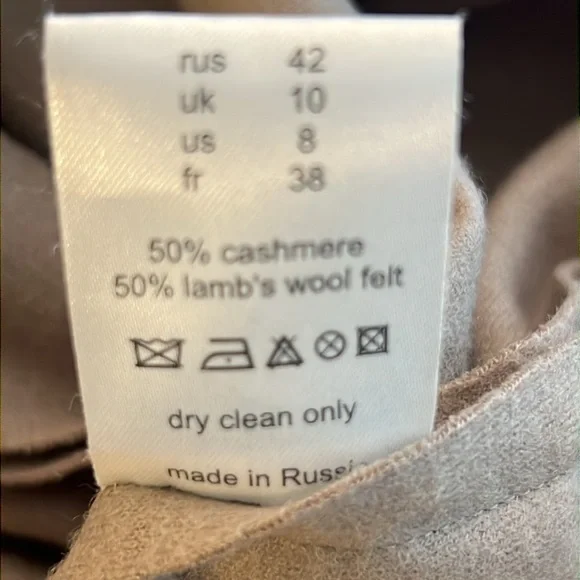 rus 42
uk 10
us 8
fr 38
50% cashmere
50% lamb's wool felt
dry clean only
made in Russi